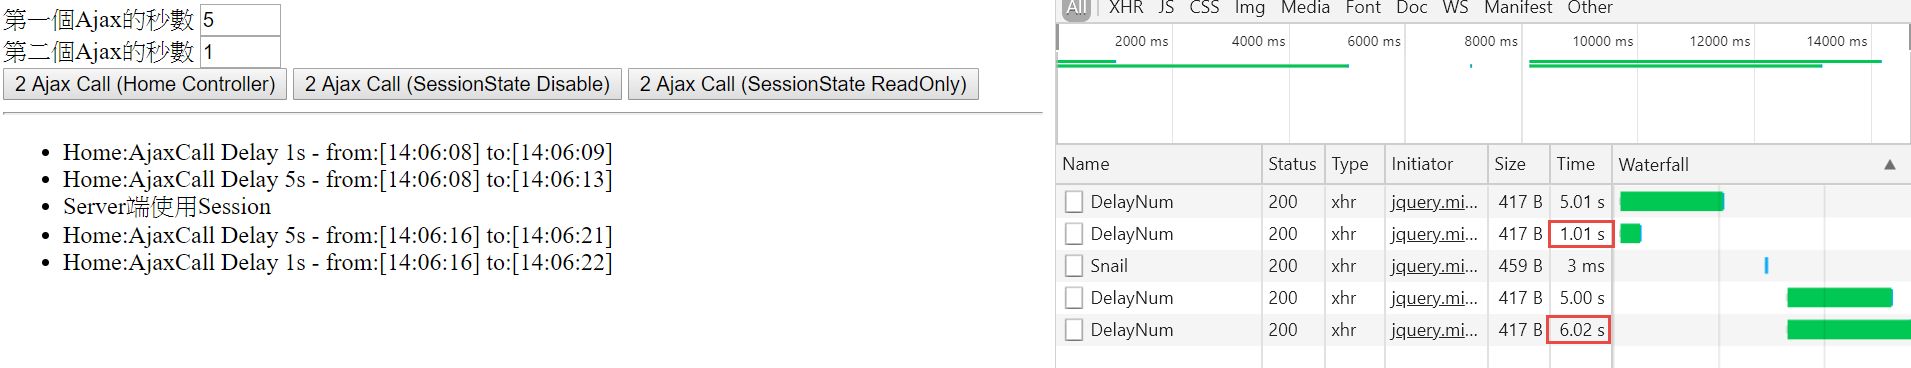 第一個Ajax的秒數 5
第二個Ajax的秒數 1
2 Ajax Call (Home Controller) 2 Ajax Call (SessionState Disable) 2 Ajax Call (SessionState ReadOnly)
Home:AjaxCall Delay 1s - from:[14:06:08] to:[14:06:09]
Home:AjaxCall Delay 5s - from:[14:06:08] to:[14:06:13]
Server端使用Session
Home:AjaxCall Delay 5s - from:[14:06:16] to:[14:06:21]
Home:AjaxCall Delay 1s - from:[14:06:16] to:[14:06:22]
All XHR JS CSS Img Media Font Doc WS Manifest Other
2000 ms 4000 ms 6000 ms 8000 ms 10000 ms 12000 ms 14000 ms
Name Status Type Initiator Size Time Waterfall
DelayNum 200 xhr jquery.mi... 417 B 5.01 s
DelayNum 200 xhr jquery.mi... 417 B 1.01 s
Snail 200 xhr jquery.mi... 459 B 3 ms
DelayNum 200 xhr jquery.mi... 417 B 5.00 s
DelayNum 200 xhr jquery.mi... 417 B 6.02 s